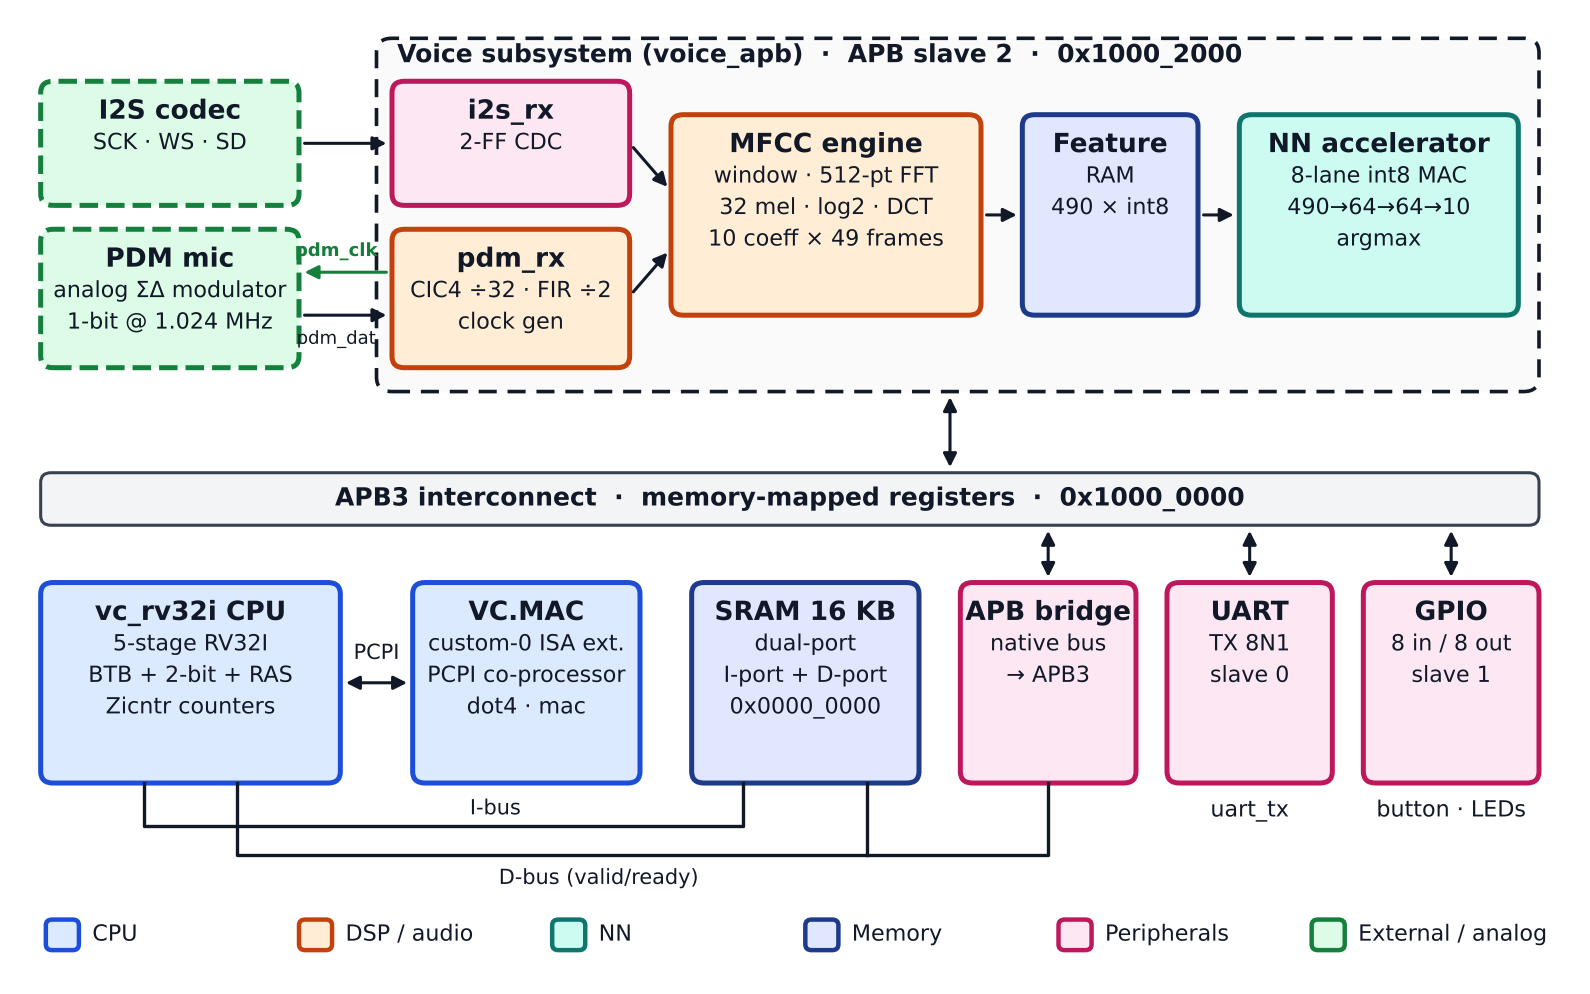 Voice subsystem (voice_apb) · APB slave 2 · 0x1000_2000
I2S codec
SCK · WS · SD
i2s_rx
2-FF CDC
PDM mic
analog ΣΔ modulator
1-bit @ 1.024 MHz
pdm_clk
pdm_dat
pdm_rx
CIC4 ÷32 · FIR ÷2
clock gen
MFCC engine
window · 512-pt FFT
32 mel · log2 · DCT
10 coeff × 49 frames
Feature
RAM
490 × int8
NN accelerator
8-lane int8 MAC
490→64→64→10
argmax
APB3 interconnect · memory-mapped registers · 0x1000_0000
vc_rv32i CPU
5-stage RV32I
BTB + 2-bit + RAS
Zicntr counters
PCPI
VC.MAC
custom-0 ISA ext.
PCPI co-processor
dot4 · mac
SRAM 16 KB
dual-port
I-port + D-port
0x0000_0000
APB bridge
native bus
→ APB3
UART
TX 8N1
slave 0
GPIO
8 in / 8 out
slave 1
I-bus
uart_tx
button · LEDs
D-bus (valid/ready)
CPU
DSP / audio
NN
Memory
Peripherals
External / analog